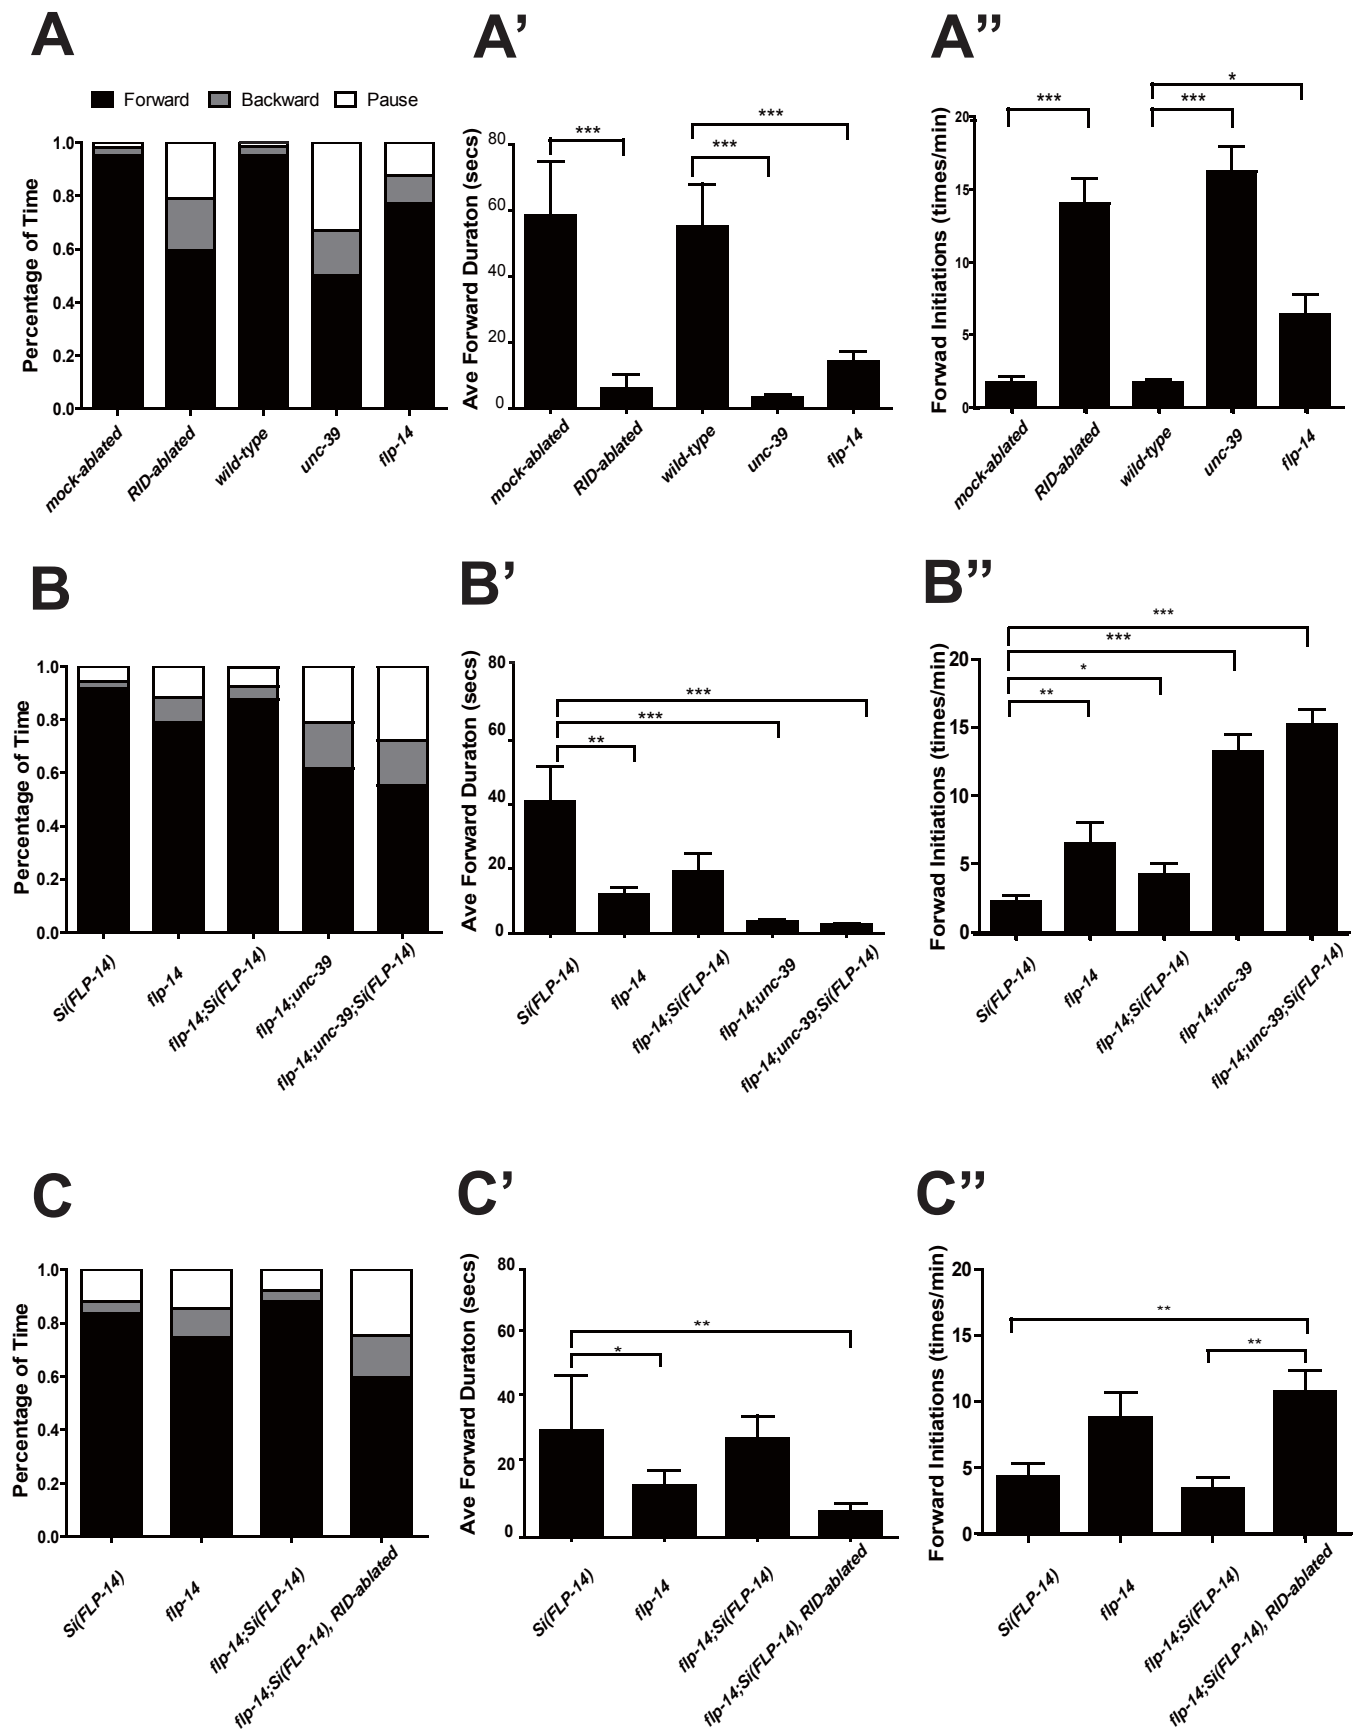 A
A’
A”
Forward Backward Pause
Percentage of Time
1.0
0.8
0.6
0.4
0.2
0.0
mock-ablated
RID-ablated
wild-type
unc-39
flp-14
Ave Forward Duraton (secs)
80
60
40
20
0
***
***
***
mock-ablated
RID-ablated
wild-type
unc-39
flp-14
Forwad Initiations (times/min)
20
15
10
5
0
***
***
*
mock-ablated
RID-ablated
wild-type
unc-39
flp-14
B
B’
B”
Percentage of Time
1.0
0.8
0.6
0.4
0.2
0.0
Si(FLP-14)
flp-14
flp-14;Si(FLP-14)
flp-14;unc-39
flp-14;unc-39;Si(FLP-14)
Ave Forward Duraton (secs)
80
60
40
20
0
***
***
**
Si(FLP-14)
flp-14
flp-14;Si(FLP-14)
flp-14;unc-39
flp-14;unc-39;Si(FLP-14)
Forwad Initiations (times/min)
20
15
10
5
0
***
***
*
**
Si(FLP-14)
flp-14
flp-14;Si(FLP-14)
flp-14;unc-39
flp-14;unc-39;Si(FLP-14)
C
C’
C”
Percentage of Time
1.0
0.8
0.6
0.4
0.2
0.0
Si(FLP-14)
flp-14
flp-14;Si(FLP-14)
flp-14;Si(FLP-14), RID-ablated
Ave Forward Duraton (secs)
80
60
40
20
0
**
*
Si(FLP-14)
flp-14
flp-14;Si(FLP-14)
flp-14;Si(FLP-14), RID-ablated
Forward Initiations (times/min)
20
15
10
5
0
**
**
Si(FLP-14)
flp-14
flp-14;Si(FLP-14)
flp-14;Si(FLP-14), RID-ablated